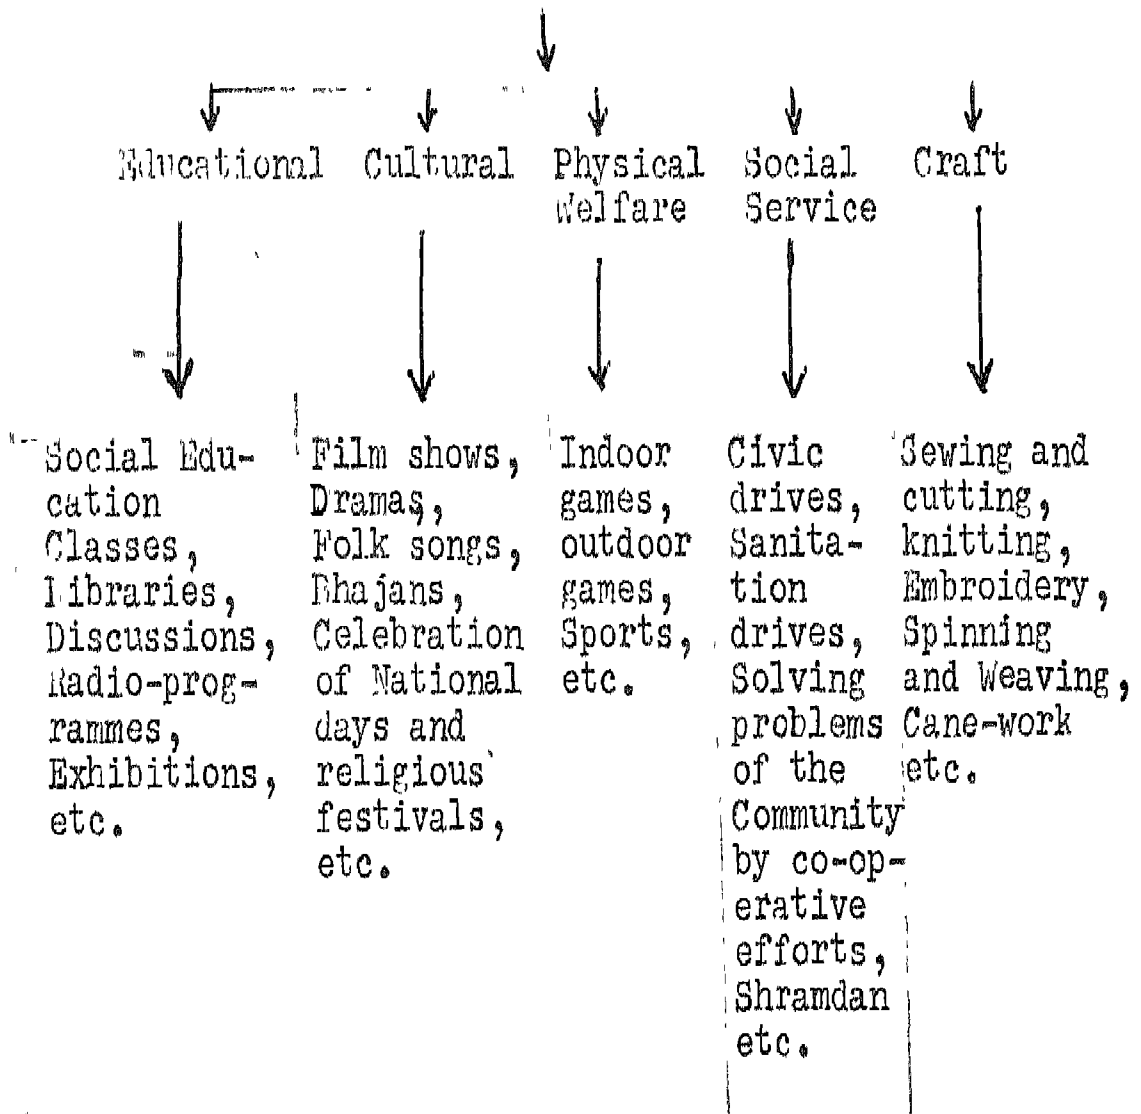 Educational
Cultural
Physical
Welfare
Social
Service
Craft
Social Edu-
cation
Classes,
Libraries,
Discussions,
Radio-prog-
rammes,
Exhibitions,
etc.
Film shows,
Dramas,
Folk songs,
Bhajans,
Celebration
of National
days and
religious
festivals,
etc.
Indoor
games,
outdoor
games,
Sports,
etc.
Civic
drives,
Sanita-
tion
drives,
Solving
problems
of the
Community
by co-op-
erative
efforts,
Shramdan
etc.
Sewing and
cutting,
knitting,
Embroidery,
Spinning
and Weaving,
Cane-work
etc.